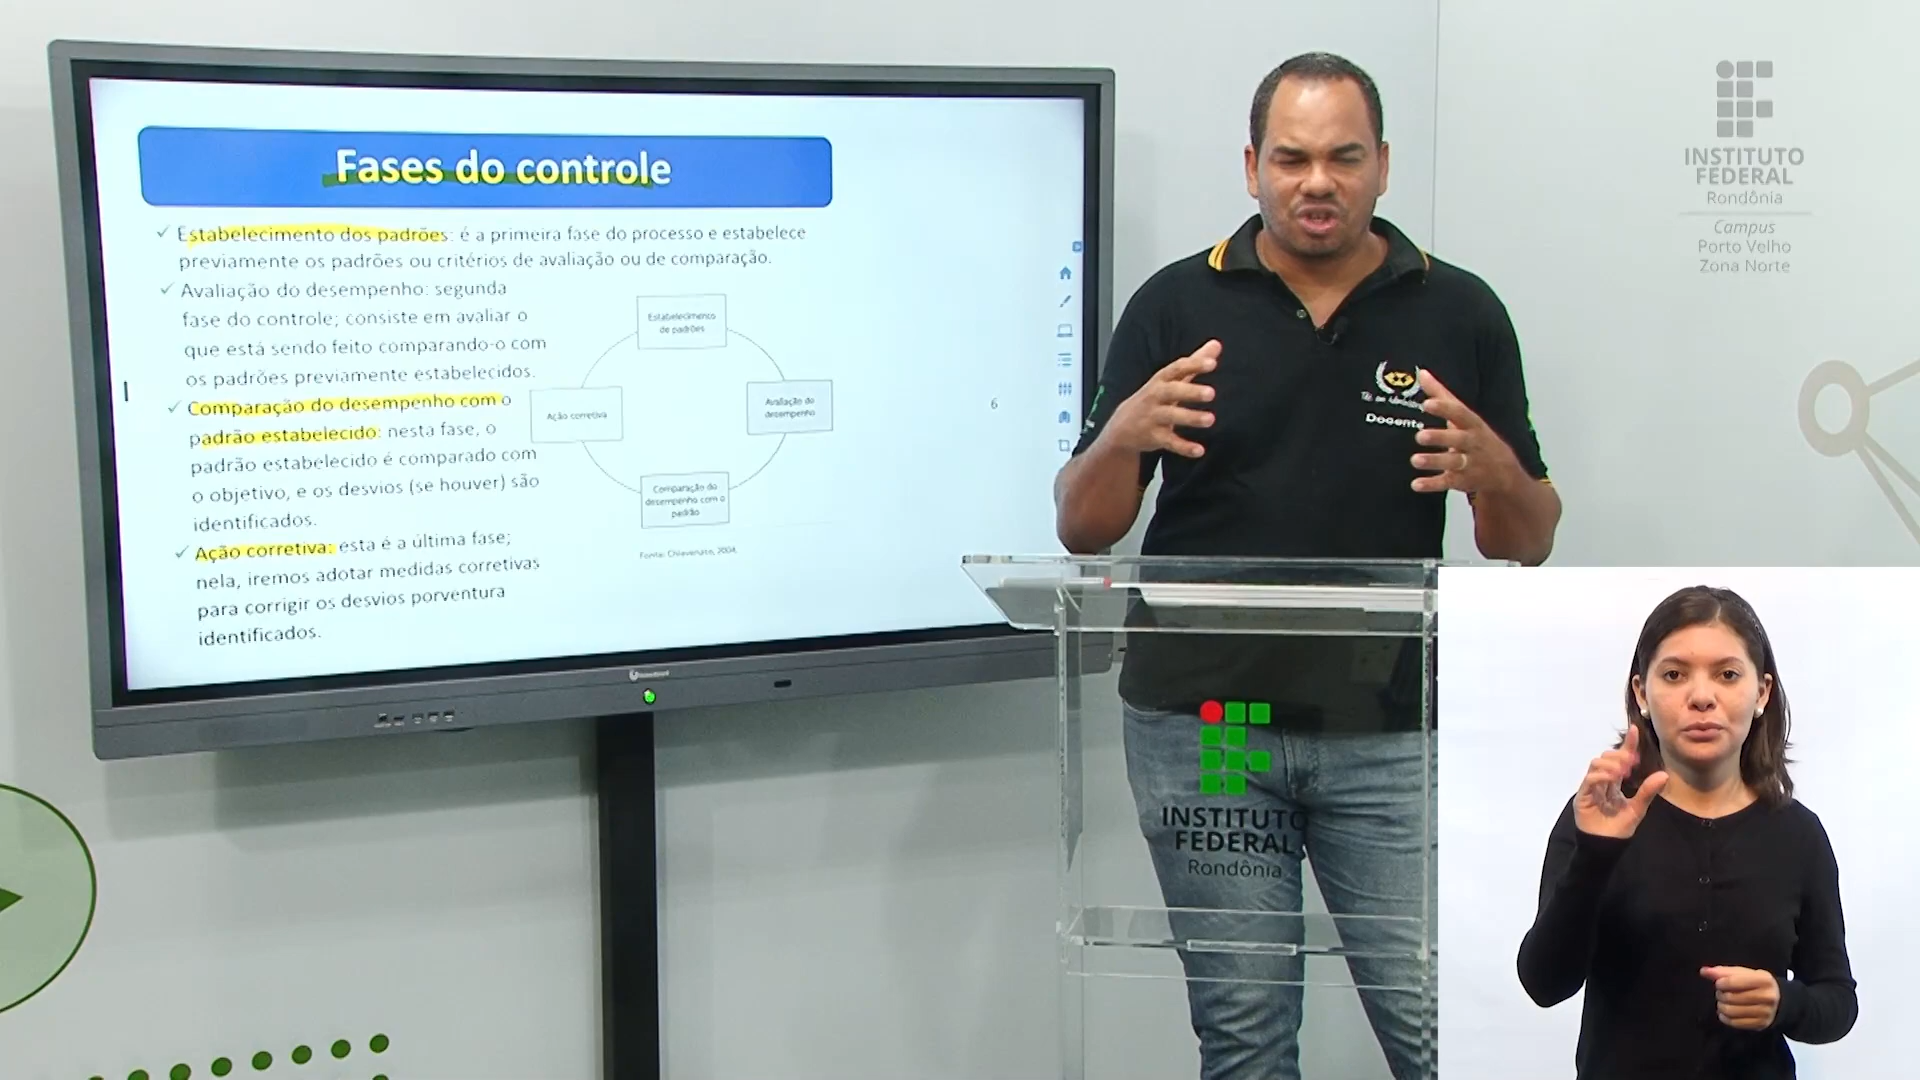 Fases do controle
✓ Estabelecimento dos padrões: é a primeira fase do processo e estabelece
previamente os padrões ou critérios de avaliação ou de comparação.
✓ Avaliação do desempenho: segunda
fase do controle; consiste em avaliar o
que está sendo feito comparando-o com
os padrões previamente estabelecidos.
✓ Comparação do desempenho com o
padrão estabelecido: nesta fase, o
padrão estabelecido é comparado com
o objetivo, e os desvios (se houver) são
identificados.
✓ Ação corretiva: esta é a última fase;
nela, iremos adotar medidas corretivas
para corrigir os desvios porventura
identificados.
Estabelecimento
de padrões
Avaliação do
desempenho
Comparação do
desempenho com o
padrão
Ação corretiva
Fonte: Chiavenato, 2004.
6
Docente
INSTITUTO
FEDERAL
Rondônia
Campus
Porto Velho
Zona Norte
INSTITUTO
FEDERAL
Rondônia